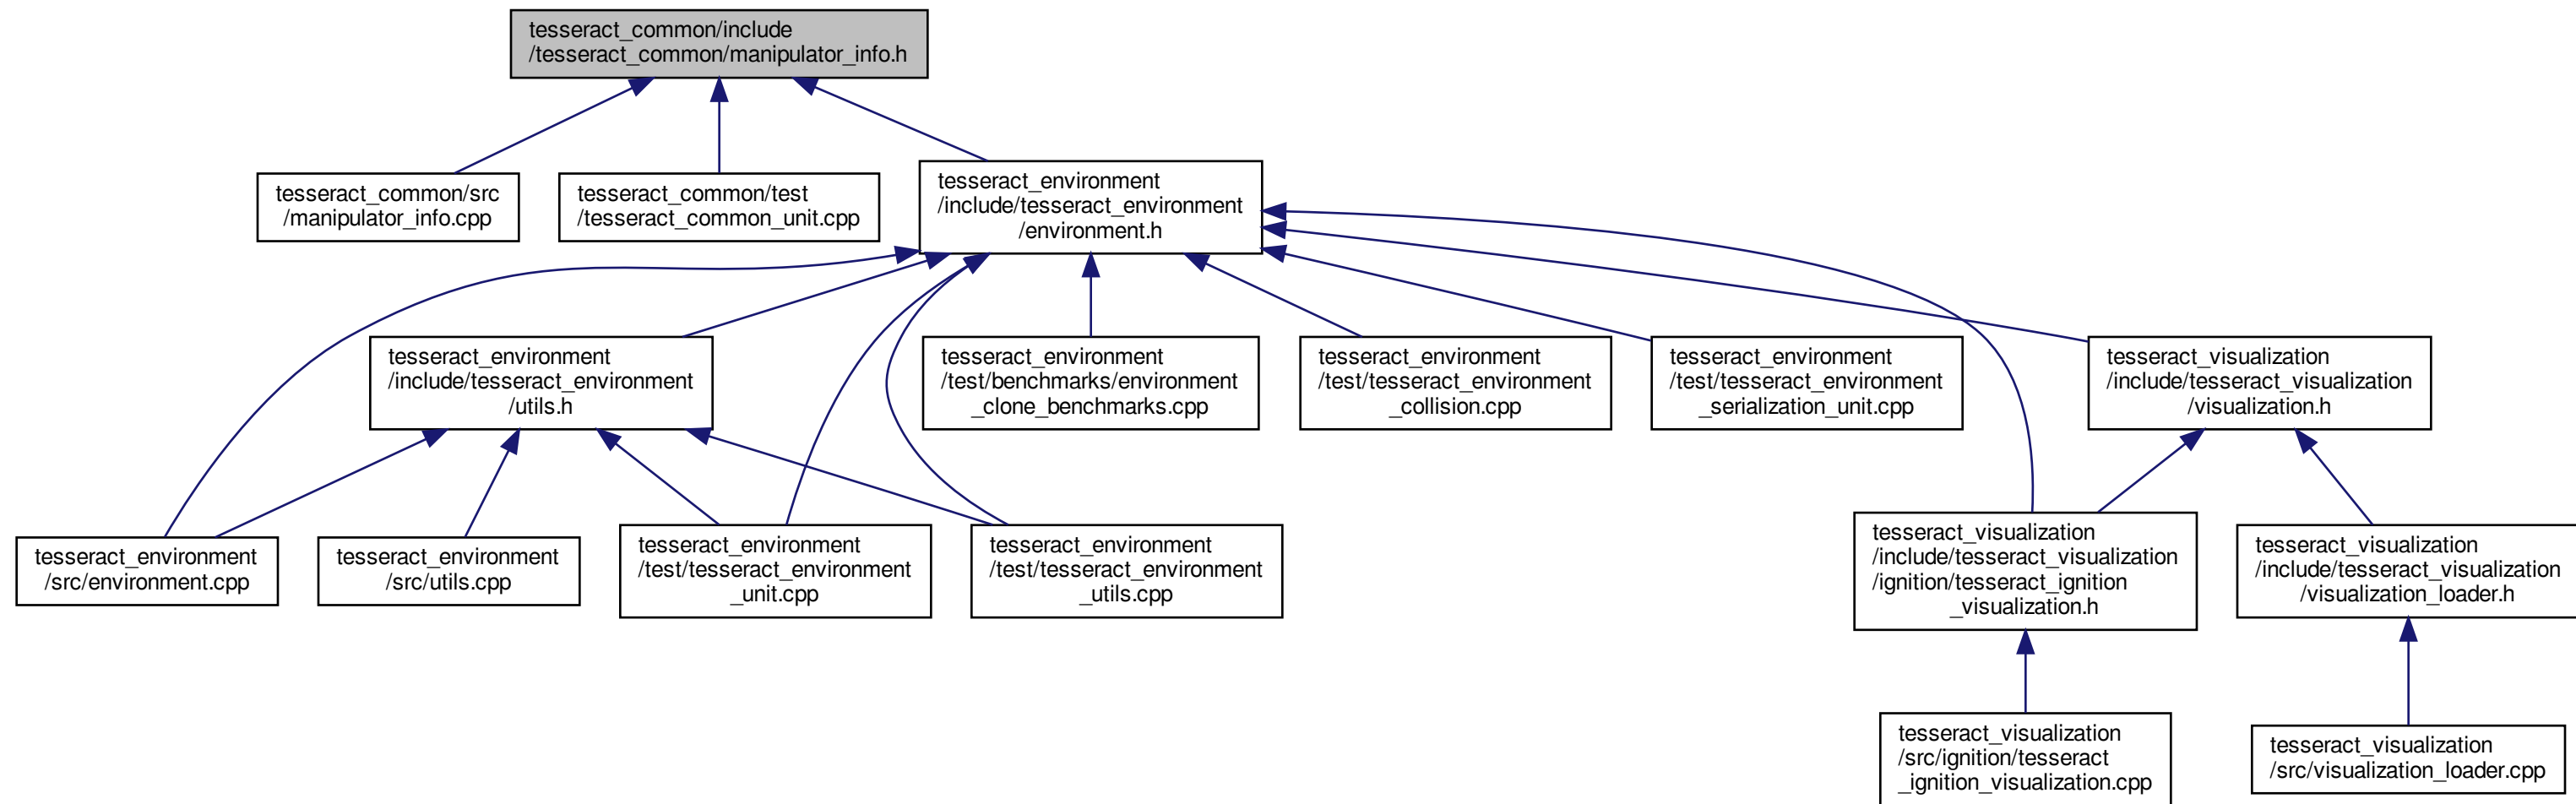 tesseract_common/include
/tesseract_common/manipulator_info.h
tesseract_common/src
/manipulator_info.cpp
tesseract_common/test
/tesseract_common_unit.cpp
tesseract_environment
/include/tesseract_environment
/environment.h
tesseract_environment
/include/tesseract_environment
/utils.h
tesseract_environment
/test/benchmarks/environment
_clone_benchmarks.cpp
tesseract_environment
/test/tesseract_environment
_collision.cpp
tesseract_environment
/test/tesseract_environment
_serialization_unit.cpp
tesseract_visualization
/include/tesseract_visualization
/visualization.h
tesseract_environment
/src/environment.cpp
tesseract_environment
/src/utils.cpp
tesseract_environment
/test/tesseract_environment
_unit.cpp
tesseract_environment
/test/tesseract_environment
_utils.cpp
tesseract_visualization
/include/tesseract_visualization
/ignition/tesseract_ignition
_visualization.h
tesseract_visualization
/include/tesseract_visualization
/visualization_loader.h
tesseract_visualization
/src/ignition/tesseract
_ignition_visualization.cpp
tesseract_visualization
/src/visualization_loader.cpp